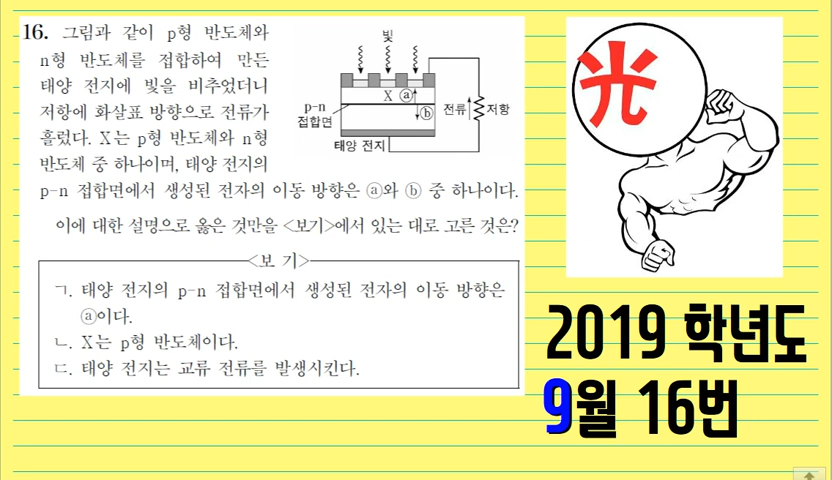 16. 그림과 같이 p형 반도체와
n형 반도체를 접합하여 만든
태양 전지에 빛을 비추었더니
저항에 화살표 방향으로 전류가
흘렀다. X는 p형 반도체와 n형
반도체 중 하나이며, 태양 전지의
p-n 접합면에서 생성된 전자의 이동 방향은 ⓐ와 ⓑ 중 하나이다.
빛
X
ⓐ
ⓑ
p-n
접합면
전류
저항
태양 전지
이에 대한 설명으로 옳은 것만을 <보기>에서 있는 대로 고른 것은?
<보 기>
ㄱ. 태양 전지의 p-n 접합면에서 생성된 전자의 이동 방향은
ⓐ이다.
ㄴ. X는 p형 반도체이다.
ㄷ. 태양 전지는 교류 전류를 발생시킨다.
光
2019 학년도
9월 16번